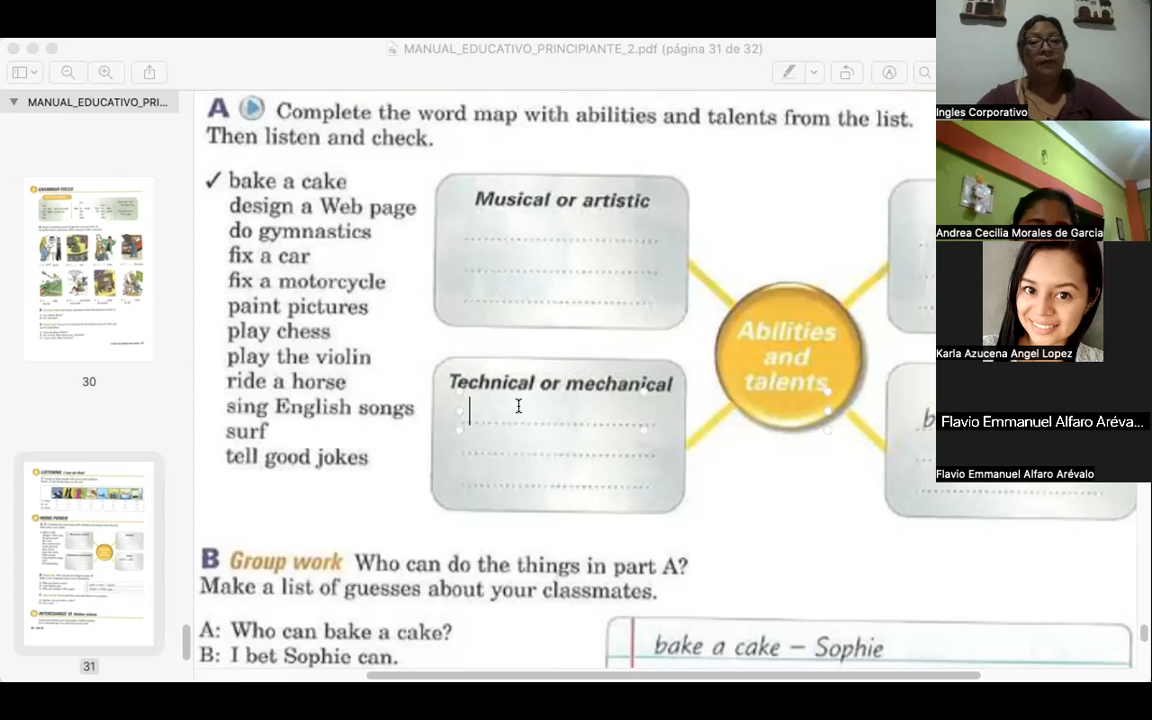 MANUAL_EDUCATIVO_PRINCIPIANTE_2.pdf (página 31 de 32)
MANUAL_EDUCATIVO_PRI...
30
31
A Complete the word map with abilities and talents from the list.
Then listen and check.
✓ bake a cake
design a Web page
do gymnastics
fix a car
fix a motorcycle
paint pictures
play chess
play the violin
ride a horse
sing English songs
surf
tell good jokes
Musical or artistic
Technical or mechanical
Abilities
and
talents
b
B Group work Who can do the things in part A?
Make a list of guesses about your classmates.
A: Who can bake a cake?
B: I bet Sophie can.
bake a cake – Sophie
Ingles Corporativo
Andrea Cecilia Morales de Garcia
Karla Azucena Angel Lopez
Flavio Emmanuel Alfaro Aréva...
Flavio Emmanuel Alfaro Arévalo